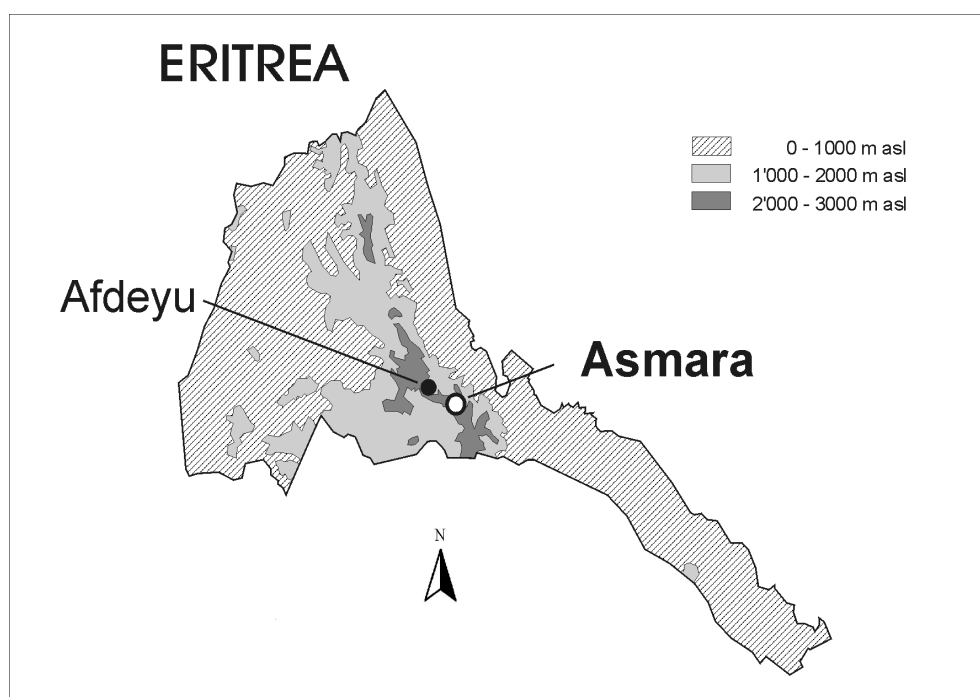 ERITREA
0 - 1000 m asl
1'000 - 2000 m asl
2'000 - 3000 m asl
Afdeyu
Asmara
N